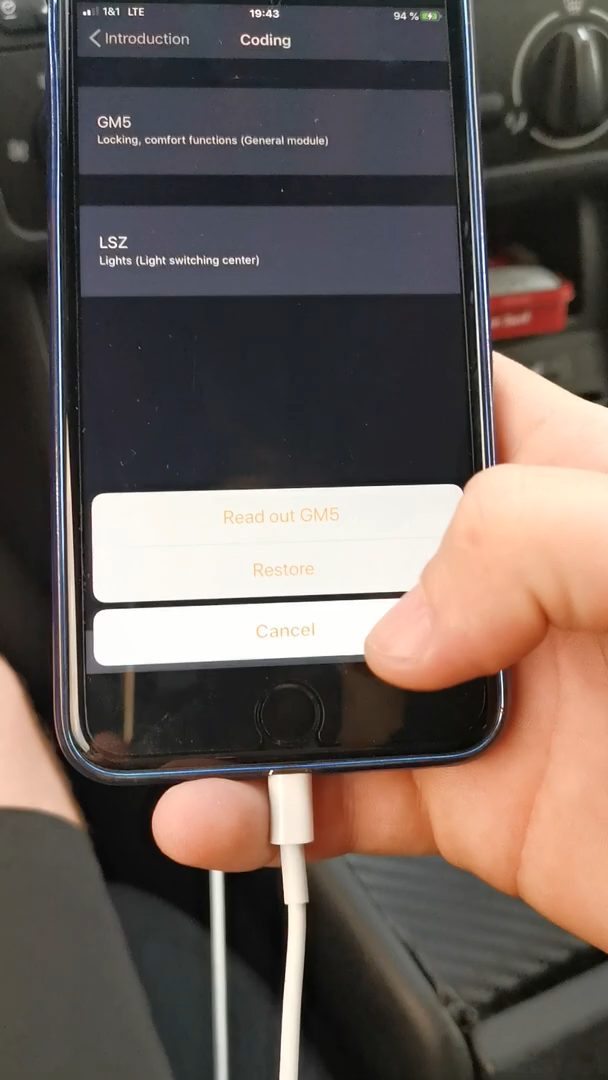 1&1 LTE 19:43 94 %
Introduction Coding
GM5
Locking, comfort functions (General module)
LSZ
Lights (Light switching center)
Read out GM5
Restore
Cancel